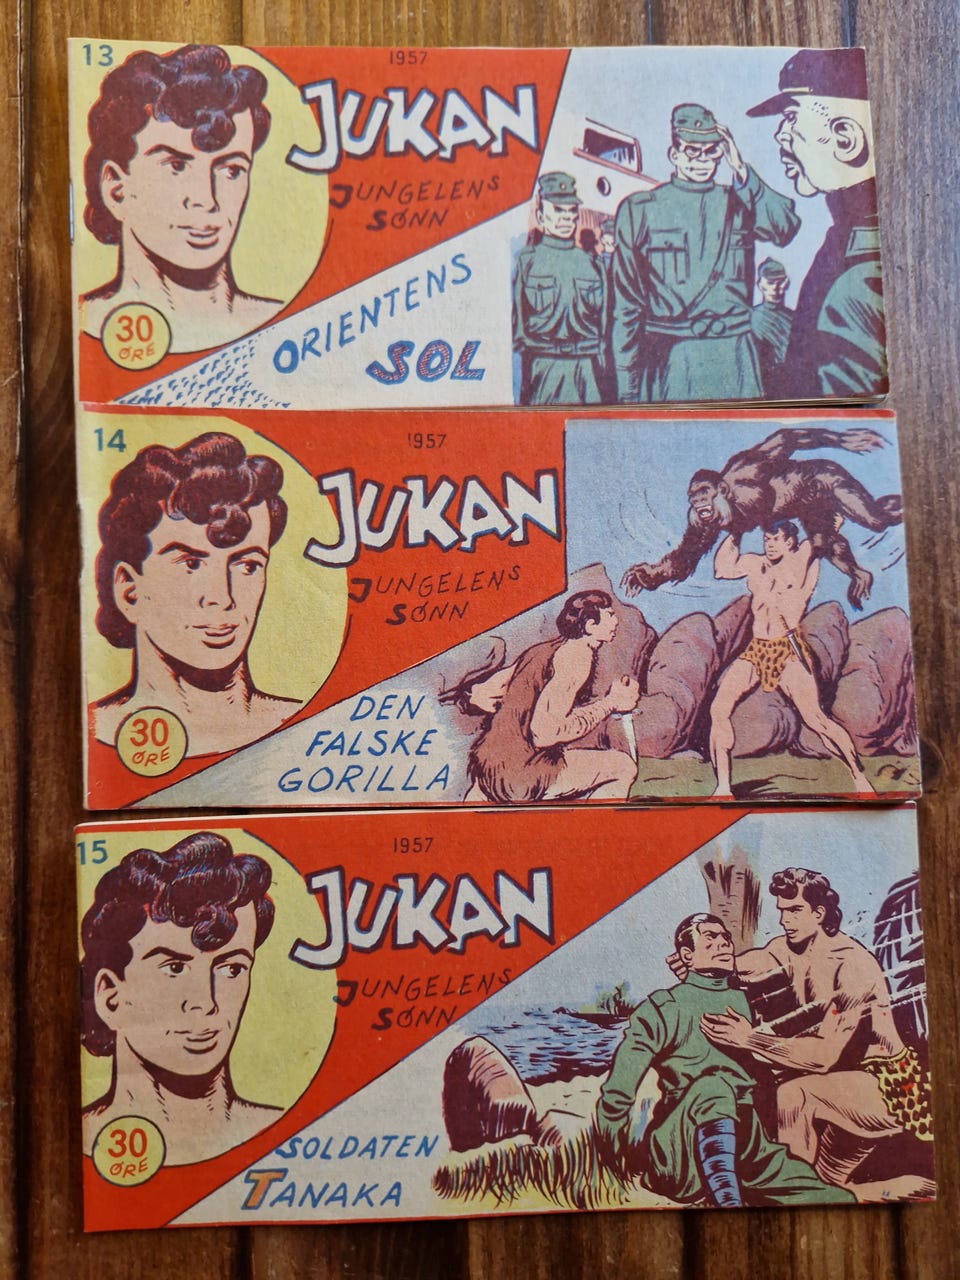 13
1957
JUKAN
JUNGELENS
SØNN
ORIENTENS
SOL
30
ØRE
14
1957
JUKAN
JUNGELENS
SØNN
DEN
FALSKE
GORILLA
30
ØRE
15
1957
JUKAN
JUNGELENS
SØNN
SOLDATEN
TANAKA
30
ØRE